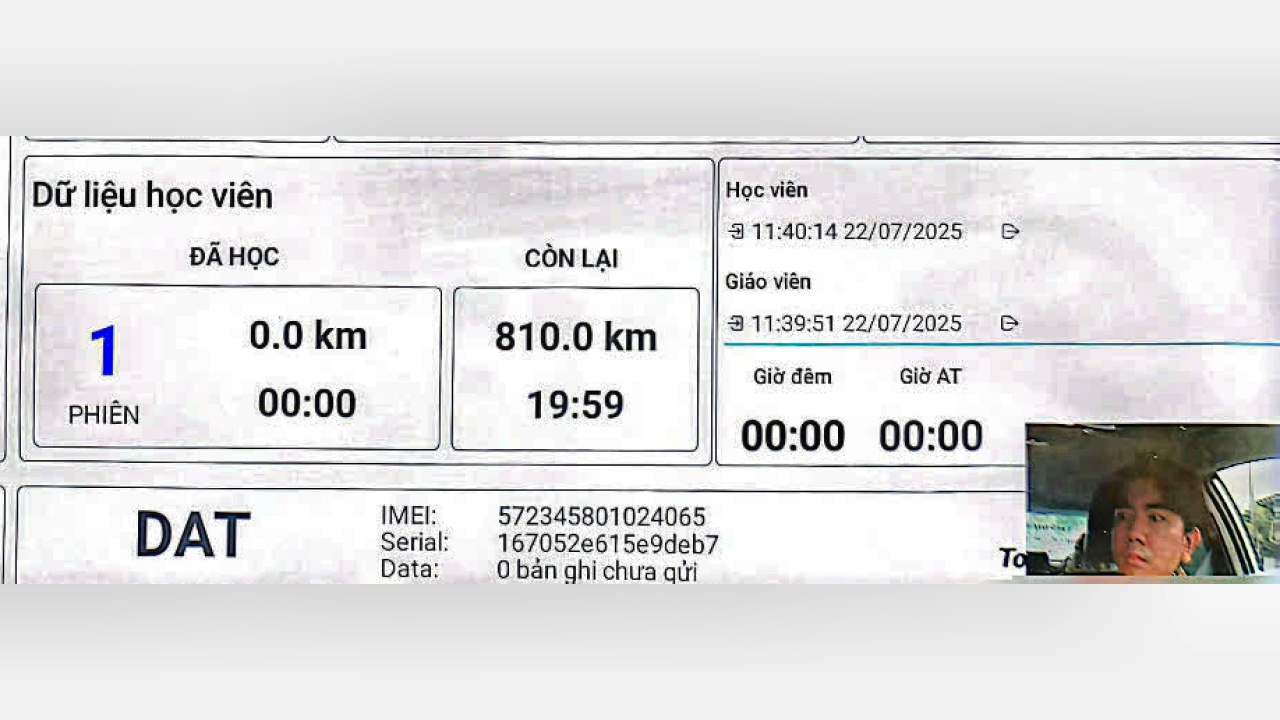 Dữ liệu học viên
ĐÃ HỌC
CÒN LẠI
1
PHIÊN
0.0 km
00:00
810.0 km
19:59
Học viên
11:40:14 22/07/2025
Giáo viên
11:39:51 22/07/2025
Giờ đêm Giờ AT
00:00 00:00
DAT
IMEI: 572345801024065
Serial: 167052e615e9deb7
Data: 0 bản ghi chưa gửi